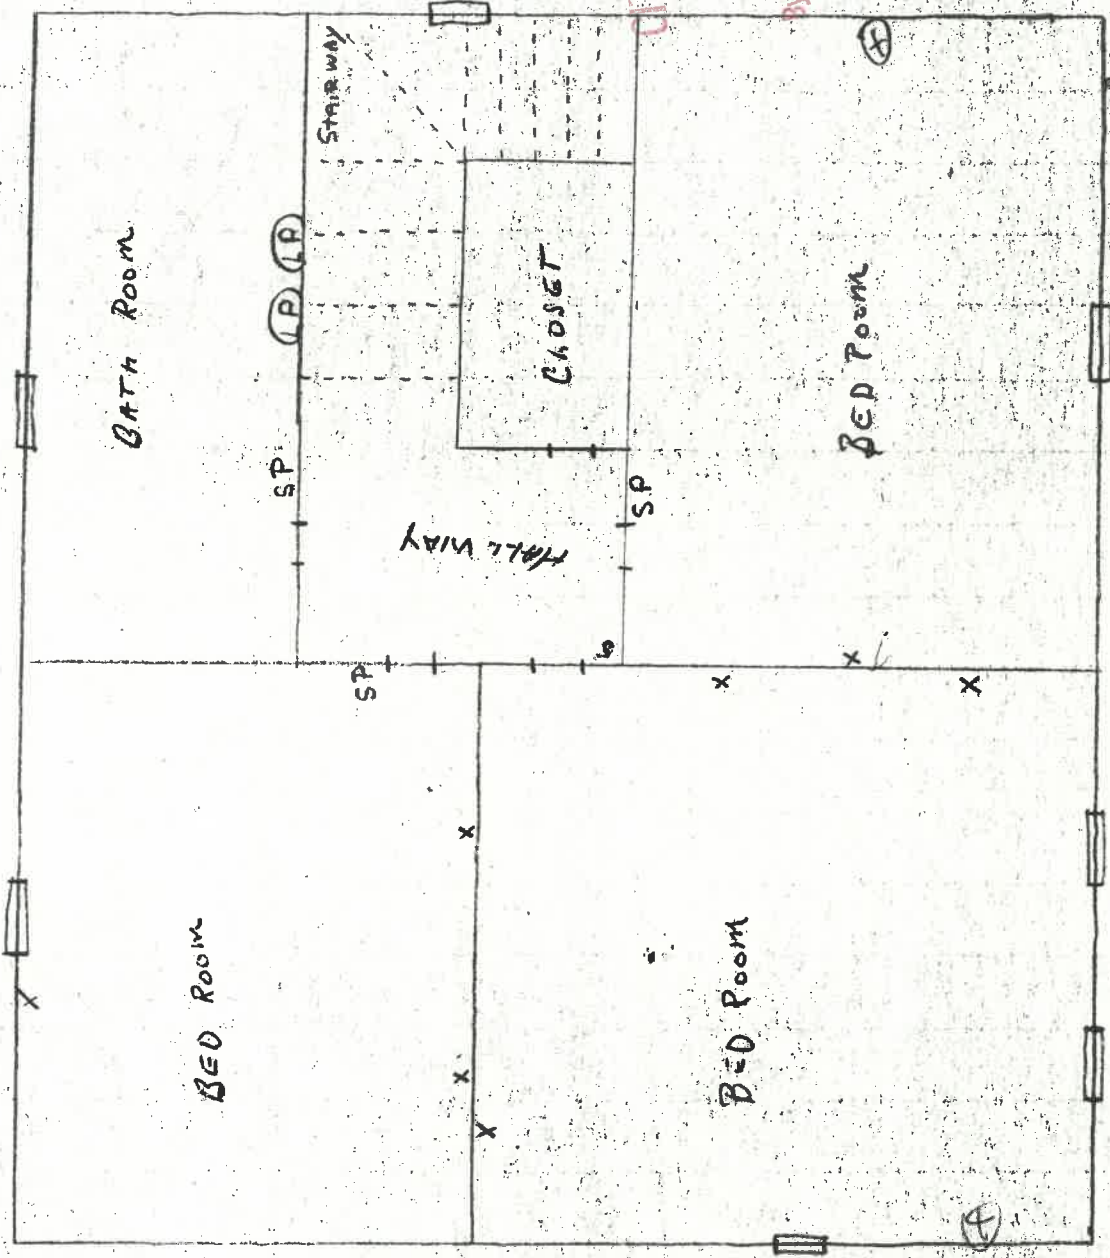 STAIRWAY
BATH ROOM
LP
LP
CLOSET
BED Room
SP
SP
HALL WAY
SP
X
X
X
X
BED Room
BED Room
X
X
X
X